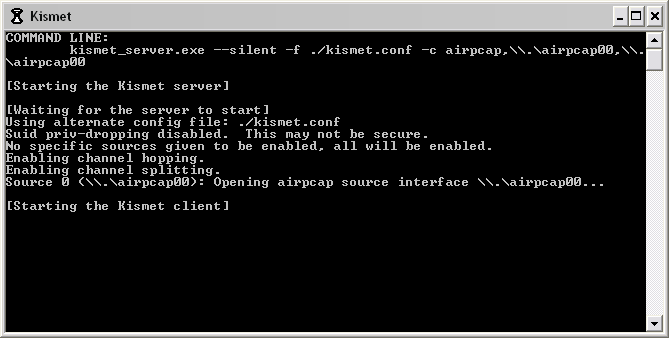 Kismet
COMMAND LINE:
kismet_server.exe --silent -f ./kismet.conf -c airpcap,\\.\airpcap00,\\.
\airpcap00
[Starting the Kismet server]
[Waiting for the server to start]
Using alternate config file: ./kismet.conf
Suid priv-dropping disabled.  This may not be secure.
No specific sources given to be enabled, all will be enabled.
Enabling channel hopping.
Enabling channel splitting.
Source 0 (\\.\airpcap00): Opening airpcap source interface \\.\airpcap00...
[Starting the Kismet client]